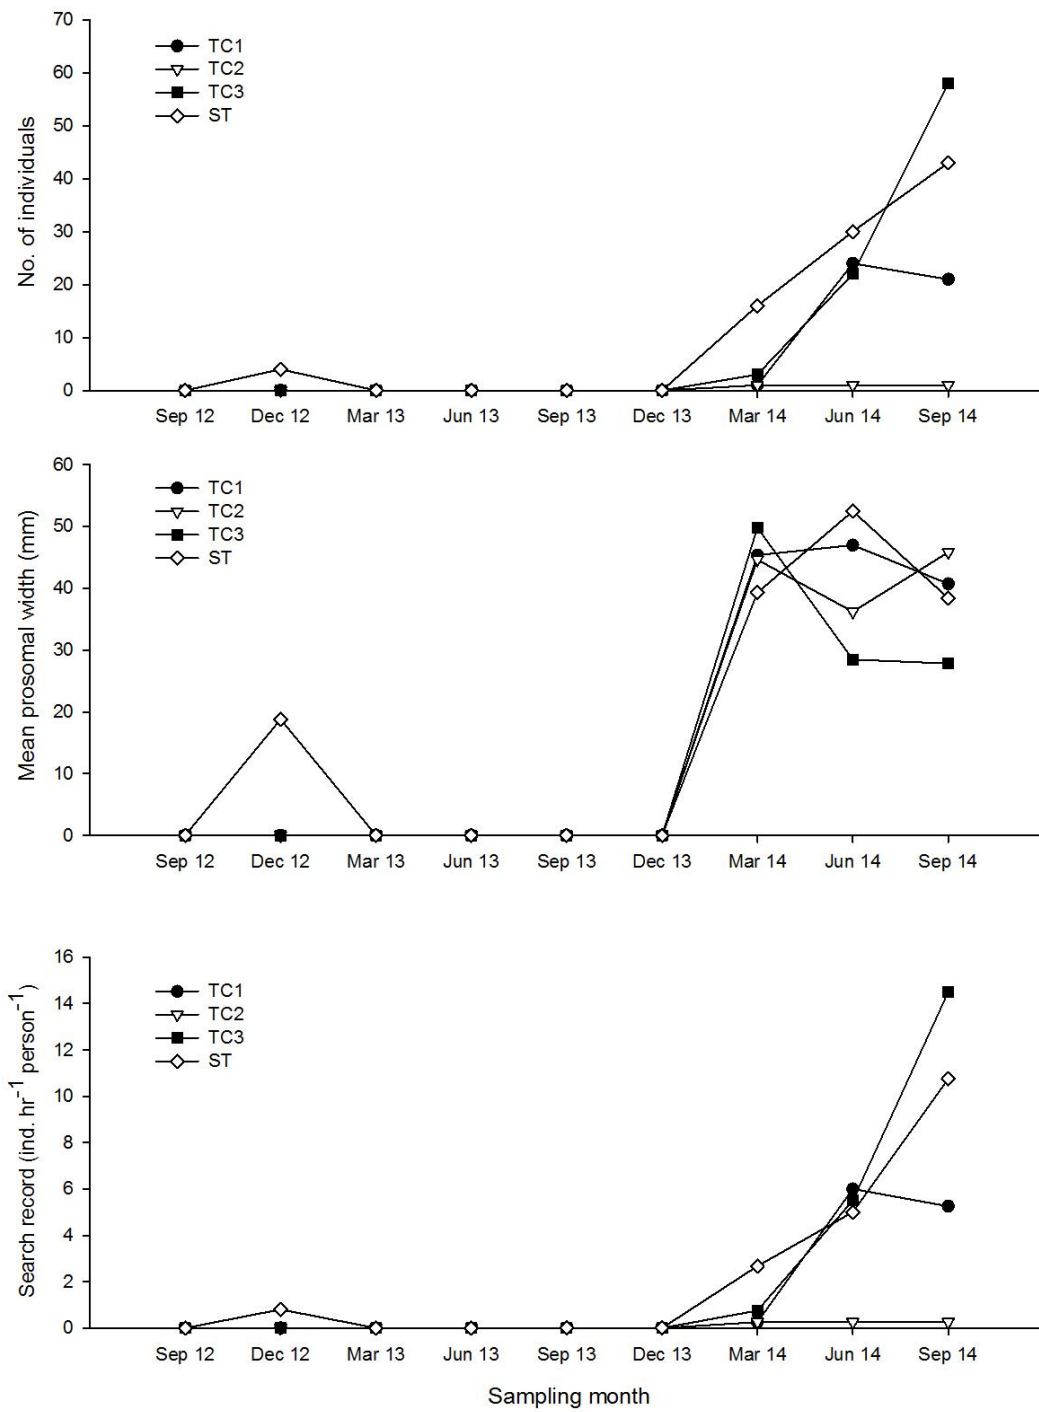 70
60
50
40
30
20
10
0
No. of individuals
TC1
TC2
TC3
ST
Sep 12 Dec 12 Mar 13 Jun 13 Sep 13 Dec 13 Mar 14 Jun 14 Sep 14
60
50
40
30
20
10
0
Mean prosomal width (mm)
TC1
TC2
TC3
ST
Sep 12 Dec 12 Mar 13 Jun 13 Sep 13 Dec 13 Mar 14 Jun 14 Sep 14
16
14
12
10
8
6
4
2
0
Search record (ind. hr⁻¹ person⁻¹)
TC1
TC2
TC3
ST
Sep 12 Dec 12 Mar 13 Jun 13 Sep 13 Dec 13 Mar 14 Jun 14 Sep 14
Sampling month